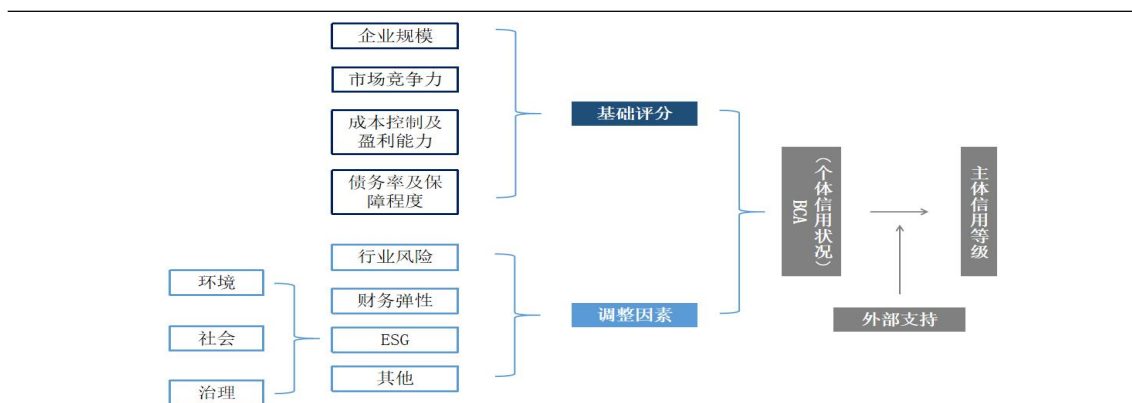 企业规模
市场竞争力
成本控制及
盈利能力
债务率及保
障程度
基础评分
行业风险
财务弹性
ESG
其他
环境
社会
治理
调整因素
（个体信用状况）
BCA
主体信用等级
外部支持